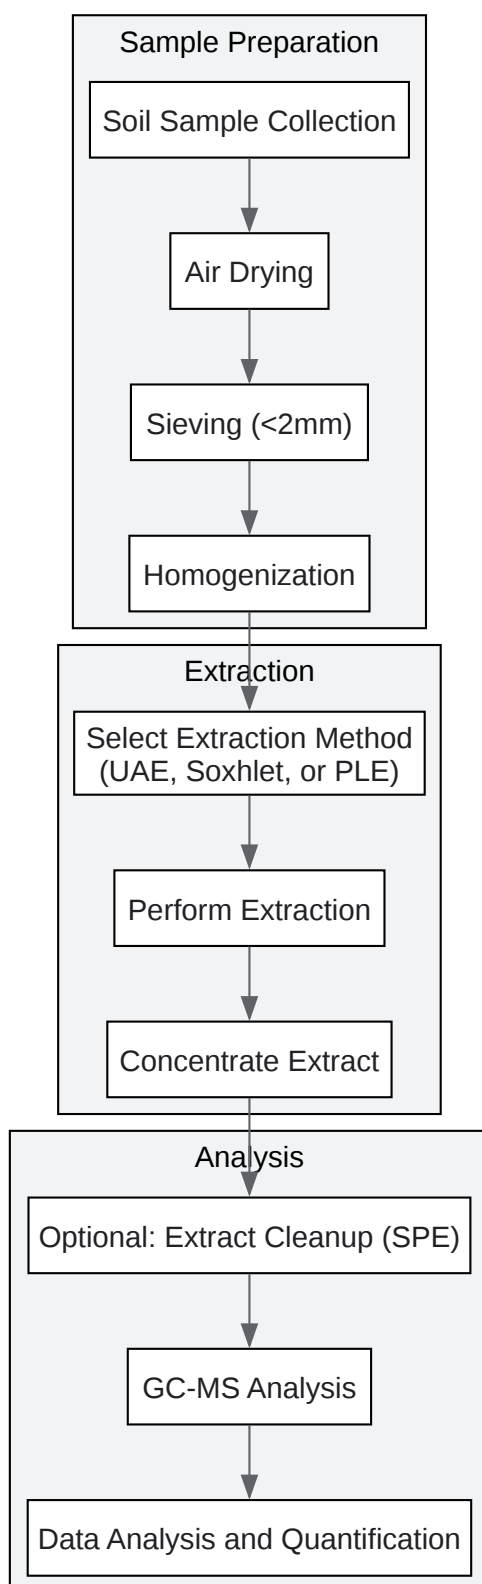 Sample Preparation
Soil Sample Collection
Air Drying
Sieving (<2mm)
Homogenization
Extraction
Select Extraction Method
(UAE, Soxhlet, or PLE)
Perform Extraction
Concentrate Extract
Analysis
Optional: Extract Cleanup (SPE)
GC-MS Analysis
Data Analysis and Quantification